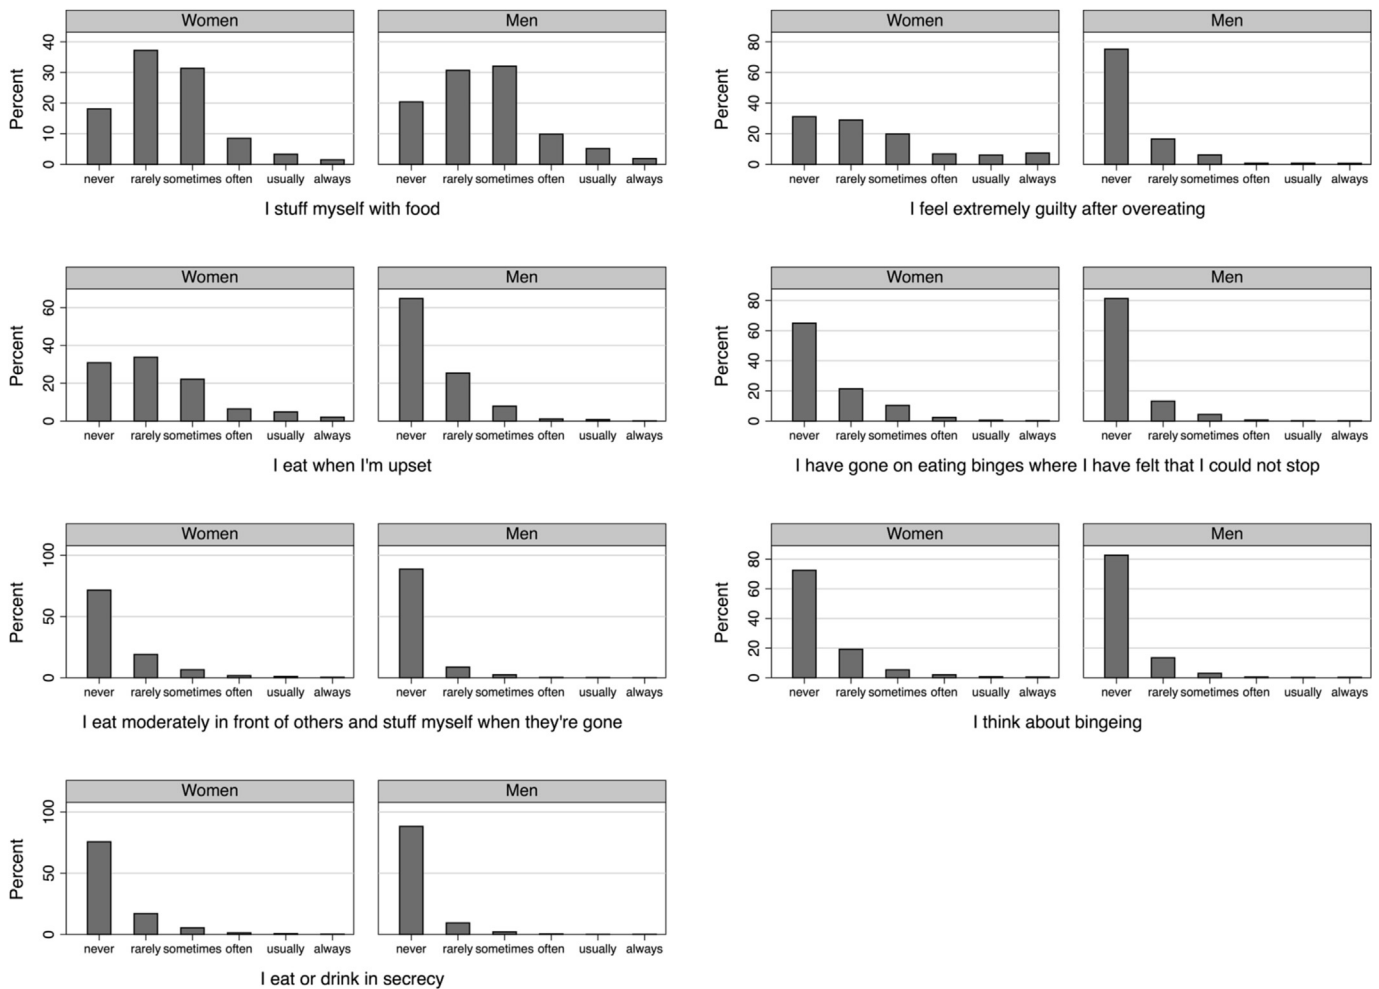 Women Men
Percent
40
30
20
10
0
never rarely sometimes often usually always never rarely sometimes often usually always
I stuff myself with food
Women Men
Percent
80
60
40
20
0
never rarely sometimes often usually always never rarely sometimes often usually always
I feel extremely guilty after overeating
Women Men
Percent
60
40
20
0
never rarely sometimes often usually always never rarely sometimes often usually always
I eat when I'm upset
Women Men
Percent
80
60
40
20
0
never rarely sometimes often usually always never rarely sometimes often usually always
I have gone on eating binges where I have felt that I could not stop
Women Men
Percent
100
50
0
never rarely sometimes often usually always never rarely sometimes often usually always
I eat moderately in front of others and stuff myself when they're gone
Women Men
Percent
80
60
40
20
0
never rarely sometimes often usually always never rarely sometimes often usually always
I think about bingeing
Women Men
Percent
100
50
0
never rarely sometimes often usually always never rarely sometimes often usually always
I eat or drink in secrecy